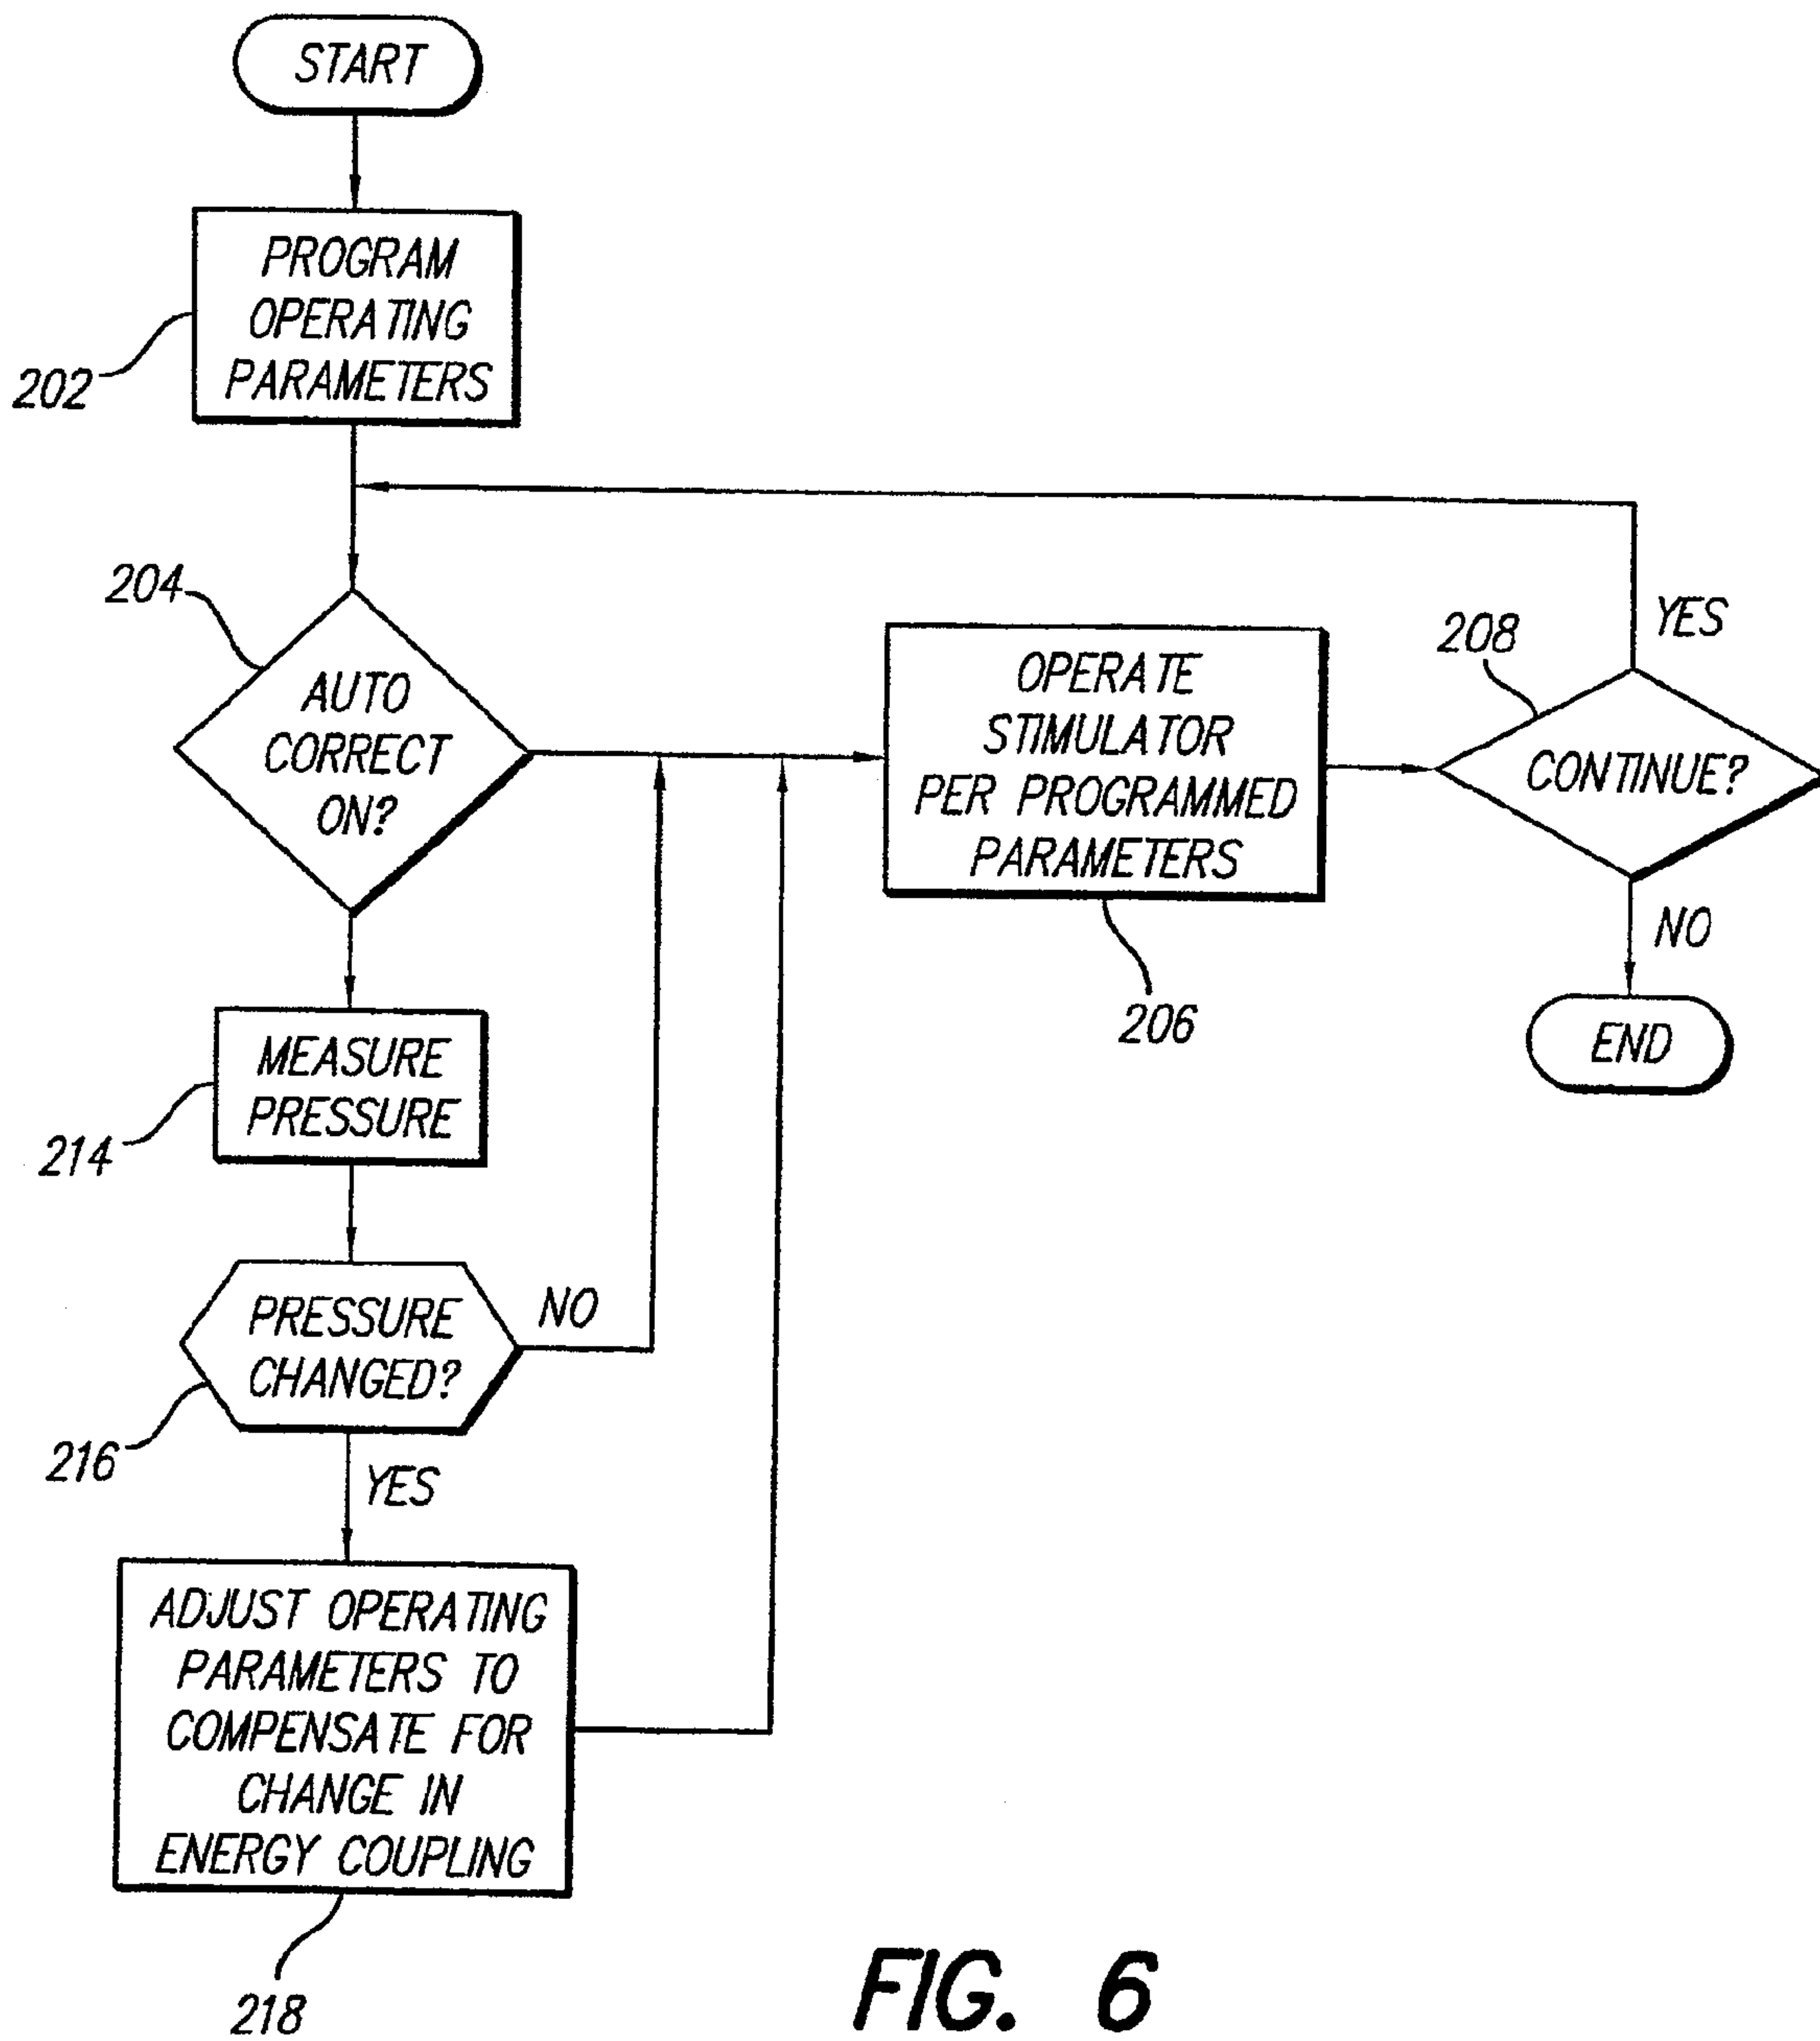 START
PROGRAM
OPERATING
PARAMETERS
202
204
AUTO
CORRECT
ON?
OPERATE
STIMULATOR
PER PROGRAMMED
PARAMETERS
206
208
CONTINUE?
YES
NO
END
MEASURE
PRESSURE
214
PRESSURE
CHANGED?
NO
216
YES
ADJUST OPERATING
PARAMETERS TO
COMPENSATE FOR
CHANGE IN
ENERGY COUPLING
218
FIG. 6